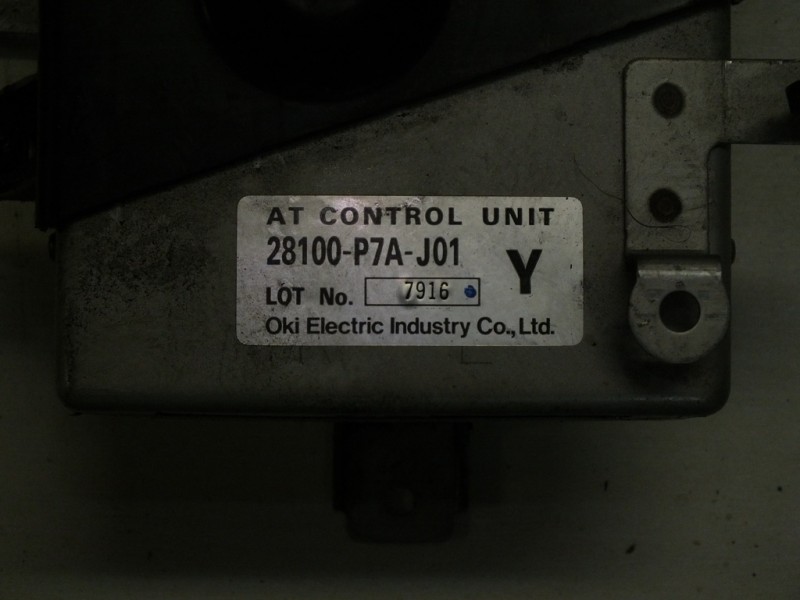 AT CONTROL UNIT
28100-P7A-J01 Y
LOT No. 7916
Oki Electric Industry Co.,Ltd.